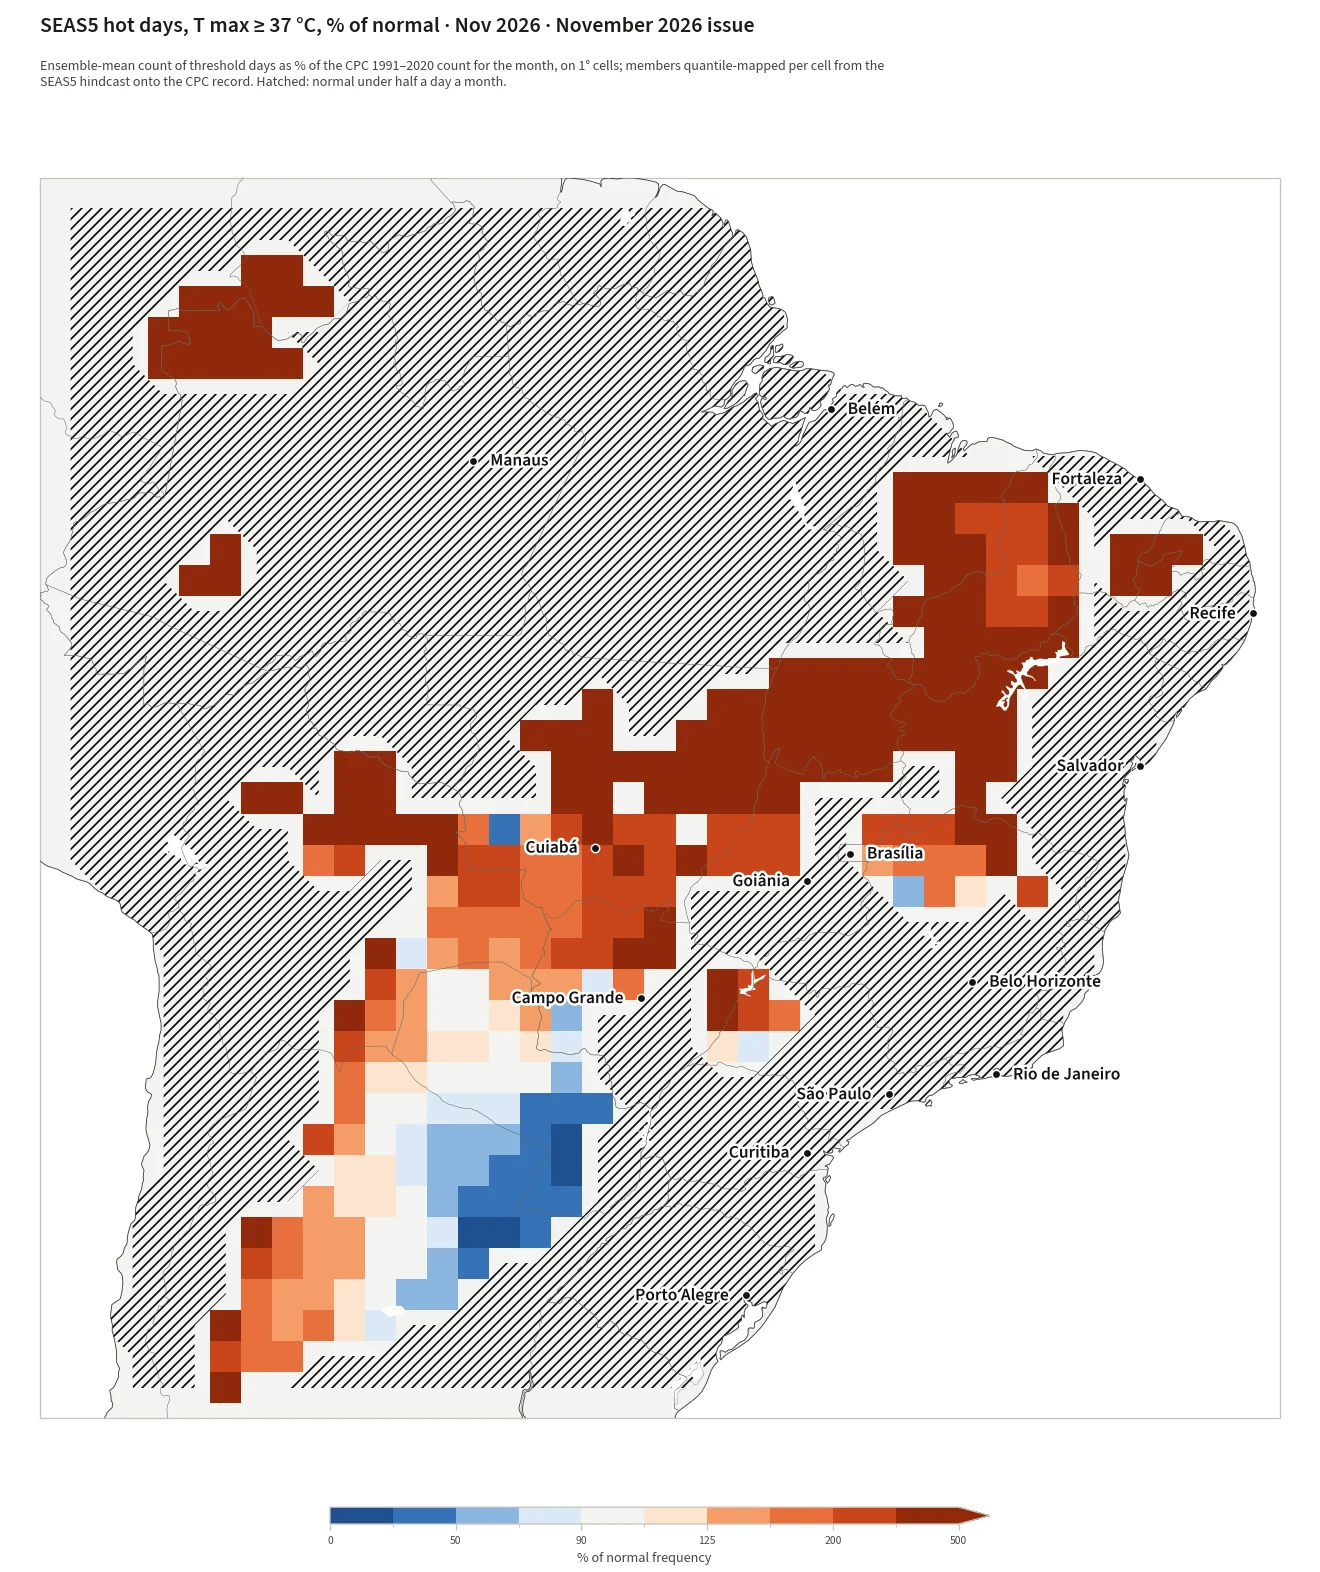 SEAS5 hot days, T max ≥ 37 °C, % of normal · Nov 2026 · November 2026 issue
Ensemble-mean count of threshold days as % of the CPC 1991–2020 count for the month, on 1° cells; members quantile-mapped per cell from the
SEAS5 hindcast onto the CPC record. Hatched: normal under half a day a month.
Belém
Manaus
Fortaleza
Recife
Salvador
Cuiabá
Brasília
Goiânia
Belo Horizonte
Campo Grande
Rio de Janeiro
São Paulo
Curitiba
Porto Alegre
0 50 90 125 200 500
% of normal frequency